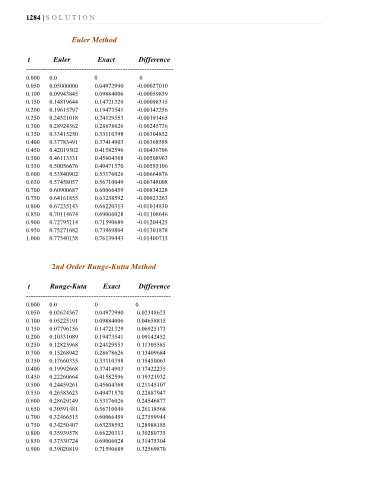 1284 | S O L U T I O N
Euler Method
t Euler Exact Difference
------------------------------------------------------------------------
0.000 0.0 0 0
0.050 0.05000000 0.04972990 -0.00027010
0.100 0.09943845 0.09884006 -0.00059839
0.150 0.14819644 0.14721329 -0.00098315
0.200 0.19615797 0.19473541 -0.00142256
0.250 0.24321018 0.24129553 -0.00191465
0.300 0.28924362 0.28678626 -0.00245736
0.350 0.33415250 0.33110398 -0.00304852
0.400 0.37783491 0.37414903 -0.00368588
0.450 0.42019302 0.41582596 -0.00436706
0.500 0.46113331 0.45604368 -0.00508963
0.550 0.50056676 0.49471570 -0.00585106
0.600 0.53840902 0.53176026 -0.00664876
0.650 0.57458057 0.56710049 -0.00748008
0.700 0.60900687 0.60066459 -0.00834228
0.750 0.64161855 0.63238592 -0.00923263
0.800 0.67235143 0.66220313 -0.01014830
0.850 0.70114674 0.69006028 -0.01108646
0.900 0.72795114 0.71590689 -0.01204425
0.950 0.75271682 0.73969804 -0.01301878
1.000 0.77540158 0.76139443 -0.01400715
2nd Order Runge-Kutta Method
t Runge-Kuta Exact Difference
------------------------------------------------------------------------
0.000 0.0 0 0
0.050 0.02624367 0.04972990 0.02348623
0.100 0.05225191 0.09884006 0.04658815
0.150 0.07796156 0.14721329 0.06925173
0.200 0.10331089 0.19473541 0.09142452
0.250 0.12823968 0.24129553 0.11305585
0.300 0.15268942 0.28678626 0.13409684
0.350 0.17660335 0.33110398 0.15450063
0.400 0.19992668 0.37414903 0.17422235
0.450 0.22260664 0.41582596 0.19321932
0.500 0.24459261 0.45604368 0.21145107
0.550 0.26583623 0.49471570 0.22887947
0.600 0.28629149 0.53176026 0.24546877
0.650 0.30591481 0.56710049 0.26118568
0.700 0.32466515 0.60066459 0.27599944
0.750 0.34250407 0.63238592 0.28988185
0.800 0.35939578 0.66220313 0.30280735
0.850 0.37530724 0.69006028 0.31475304
0.900 0.39020819 0.71590689 0.32569870